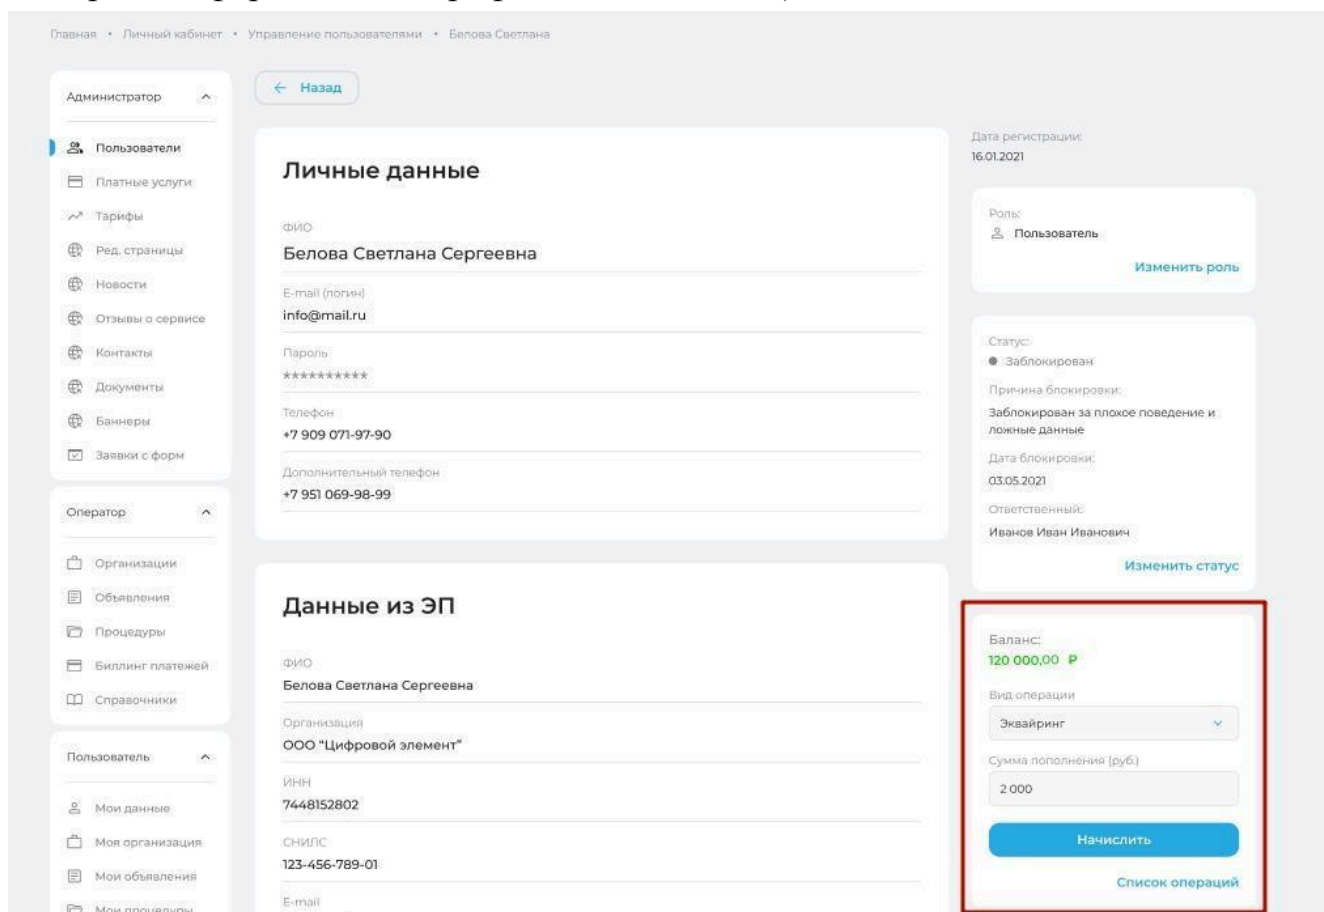 Главная • Личный кабинет • Управление пользователями • Белова Светлана
Администратор
Пользователи
Платные услуги
Тарифы
Ред. страницы
Новости
Отзывы о сервисе
Контакты
Документы
Баннеры
Заявки с форм
Оператор
Организации
Объявления
Процедуры
Биллинг платежей
Справочники
Пользователь
Мои данные
Моя организация
Мои объявления
Мои процедуры
← Назад
Личные данные
ФИО
Белова Светлана Сергеевна
E-mail (логин)
info@mail.ru
Пароль
**********
Телефон
+7 909 071-97-90
Дополнительный телефон
+7 951 069-98-99
Данные из ЭП
ФИО
Белова Светлана Сергеевна
Организация
ООО "Цифровой элемент"
ИНН
7448152802
СНИЛС
123-456-789-01
E-mail
Дата регистрации:
16.01.2021
Роль:
Пользователь
Изменить роль
Статус:
Заблокирован
Причина блокировки:
Заблокирован за плохое поведение и
ложные данные
Дата блокировки:
03.05.2021
Ответственный:
Иванов Иван Иванович
Изменить статус
Баланс:
120 000,00 ₽
Вид операции
Эквайринг
Сумма пополнения (руб.)
2 000
Начислить
Список операций